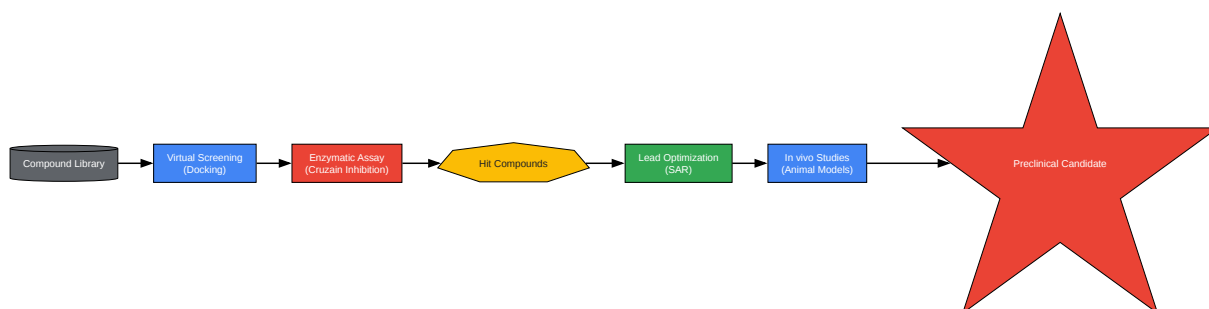 Compound Library
Virtual Screening
(Docking)
Enzymatic Assay
(Cruzain Inhibition)
Hit Compounds
Lead Optimization
(SAR)
In vivo Studies
(Animal Models)
Preclinical Candidate